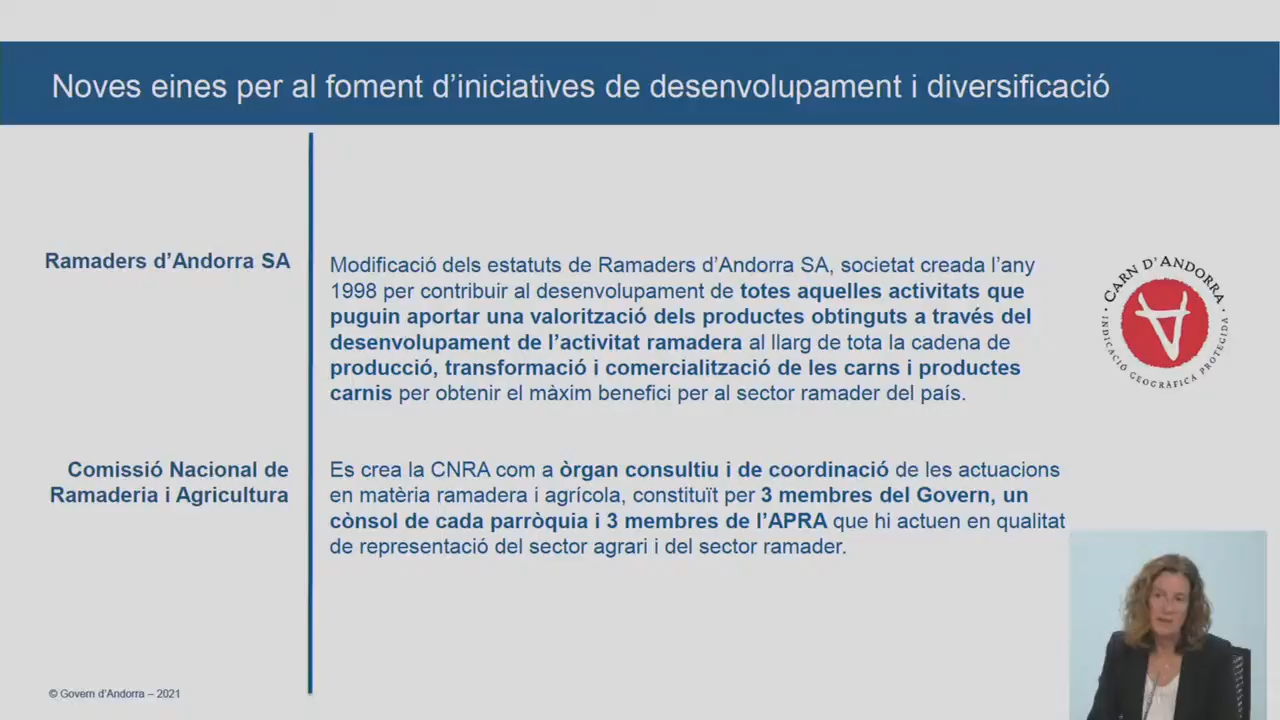 Noves eines per al foment d’iniciatives de desenvolupament i diversificació
Ramaders d’Andorra SA
Modificació dels estatuts de Ramaders d’Andorra SA, societat creada l’any
1998 per contribuir al desenvolupament de totes aquelles activitats que
puguin aportar una valorització dels productes obtinguts a través del
desenvolupament de l’activitat ramadera al llarg de tota la cadena de
producció, transformació i comercialització de les carns i productes
carnis per obtenir el màxim benefici per al sector ramader del país.
CARN D’ANDORRA
INDICACIÓ GEOGRÀFICA PROTEGIDA
Comissió Nacional de
Ramaderia i Agricultura
Es crea la CNRA com a òrgan consultiu i de coordinació de les actuacions
en matèria ramadera i agrícola, constituït per 3 membres del Govern, un
cònsol de cada parròquia i 3 membres de l’APRA que hi actuen en qualitat
de representació del sector agrari i del sector ramader.
© Govern d’Andorra – 2021